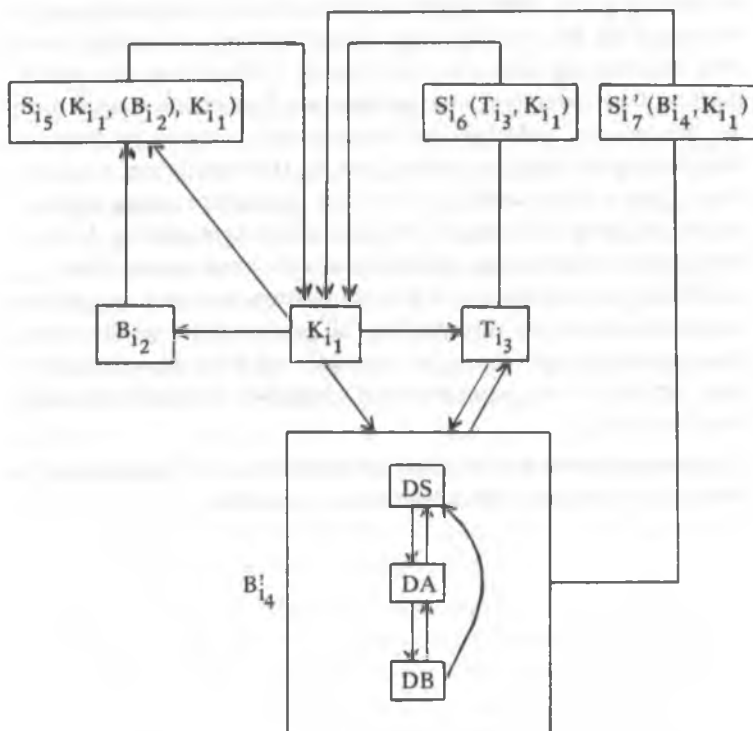 S_{i_5}(K_{i_1}, (B_{i_2}), K_{i_1}) S'_{i_6}(T_{i_3}, K_{i_1}) S''_{i_7}(B'_{i_4}, K_{i_1})
B_{i_2} K_{i_1} T_{i_3}
DS
B'_{i_4} DA
DB